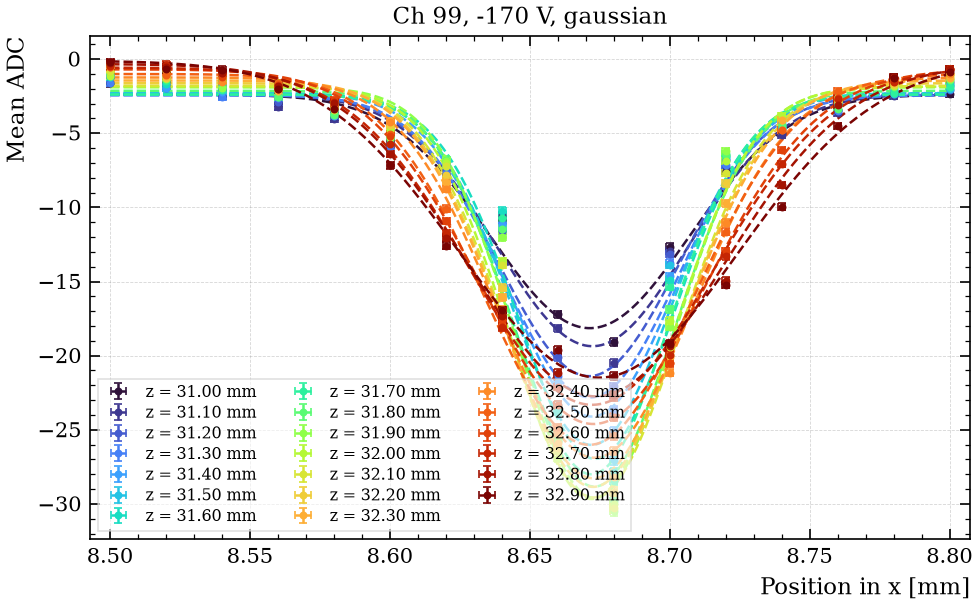 Ch 99, -170 V, gaussian
Mean ADC
0
−5
−10
−15
−20
−25
−30
z = 31.00 mm
z = 31.10 mm
z = 31.20 mm
z = 31.30 mm
z = 31.40 mm
z = 31.50 mm
z = 31.60 mm
z = 31.70 mm
z = 31.80 mm
z = 31.90 mm
z = 32.00 mm
z = 32.10 mm
z = 32.20 mm
z = 32.30 mm
z = 32.40 mm
z = 32.50 mm
z = 32.60 mm
z = 32.70 mm
z = 32.80 mm
z = 32.90 mm
8.50 8.55 8.60 8.65 8.70 8.75 8.80
Position in x [mm]